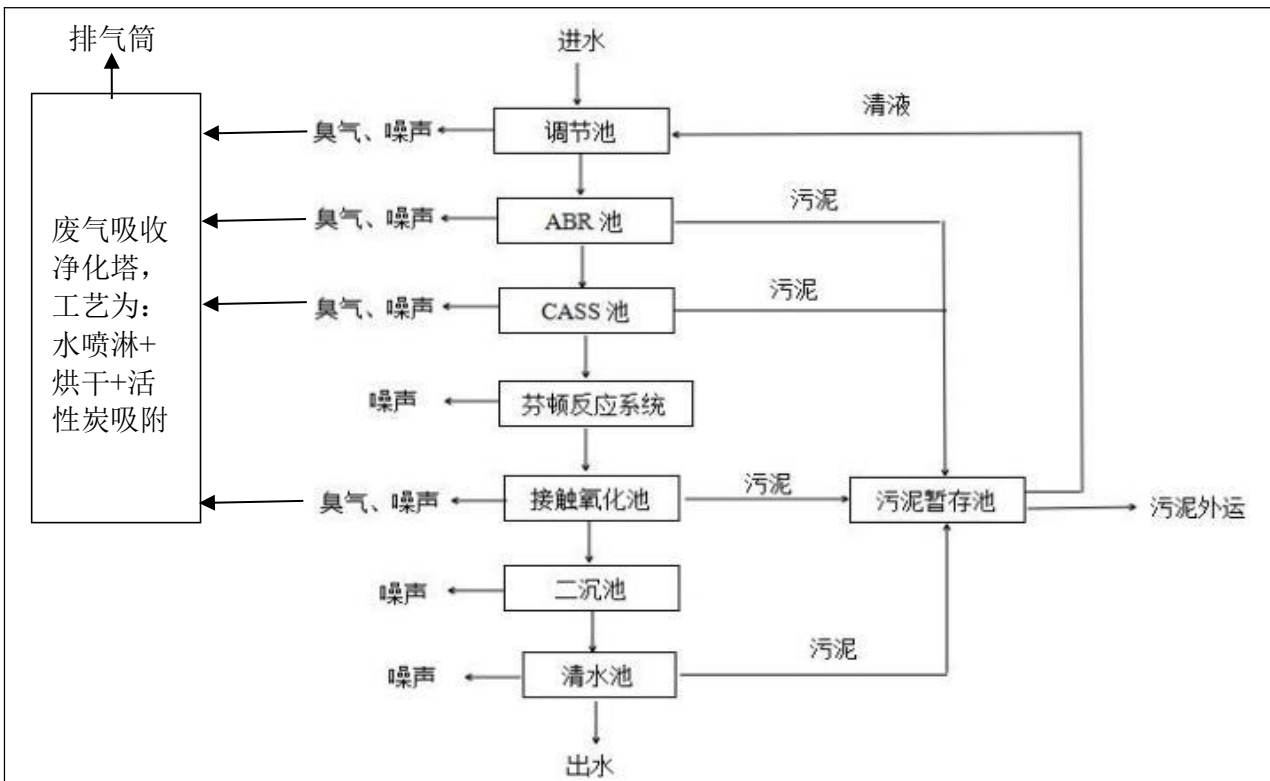 排气筒
进水
清液
臭气、噪声
调节池
污泥
臭气、噪声
ABR 池
废气吸收
净化塔，
工艺为：
水喷淋+
烘干+活
性炭吸附
污泥
臭气、噪声
CASS 池
噪声
芬顿反应系统
污泥
臭气、噪声
接触氧化池
污泥暂存池
污泥外运
噪声
二沉池
污泥
噪声
清水池
出水